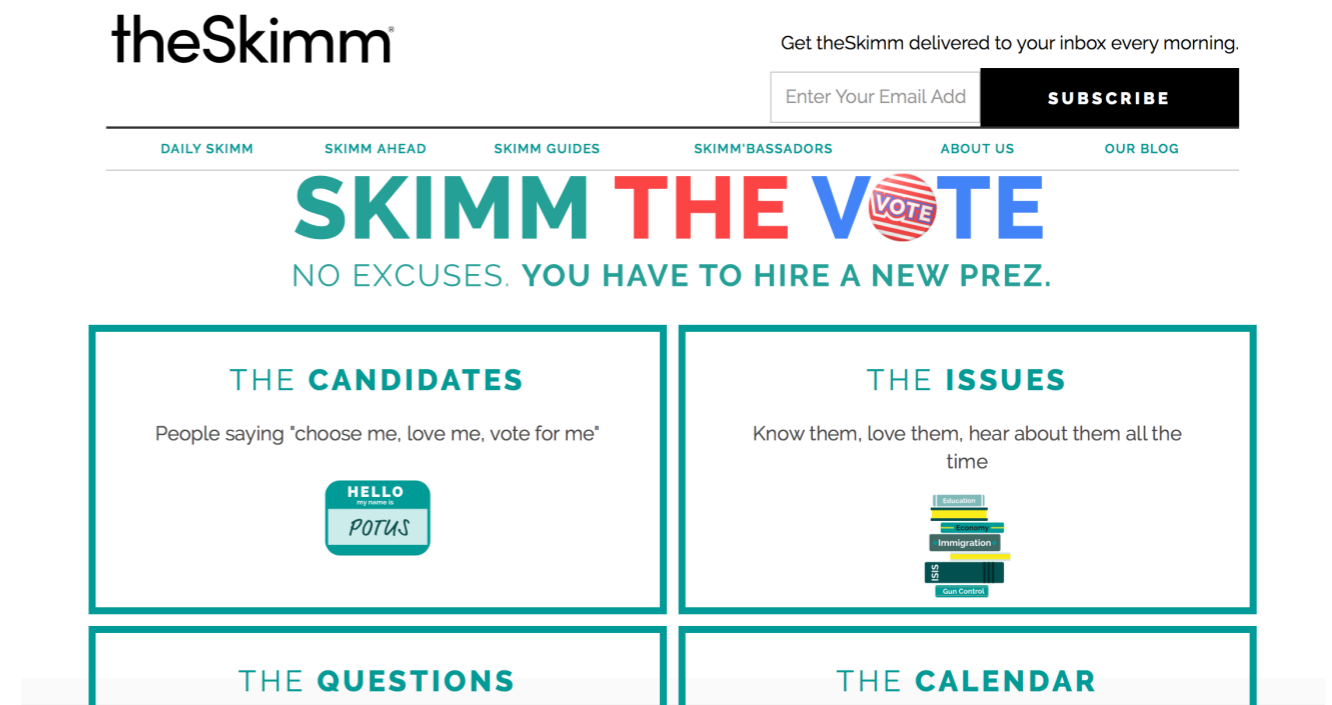 theSkimm®
Get theSkimm delivered to your inbox every morning.
Enter Your Email Add
SUBSCRIBE
DAILY SKIMM SKIMM AHEAD SKIMM GUIDES SKIMM'BASSADORS ABOUT US OUR BLOG
SKIMM THE VOTE
VOTE
NO EXCUSES. YOU HAVE TO HIRE A NEW PREZ.
THE CANDIDATES
People saying "choose me, love me, vote for me"
HELLO
my name is
POTUS
THE ISSUES
Know them, love them, hear about them all the
time
Education
Economy
Immigration
ISIS
Gun Control
THE QUESTIONS
THE CALENDAR